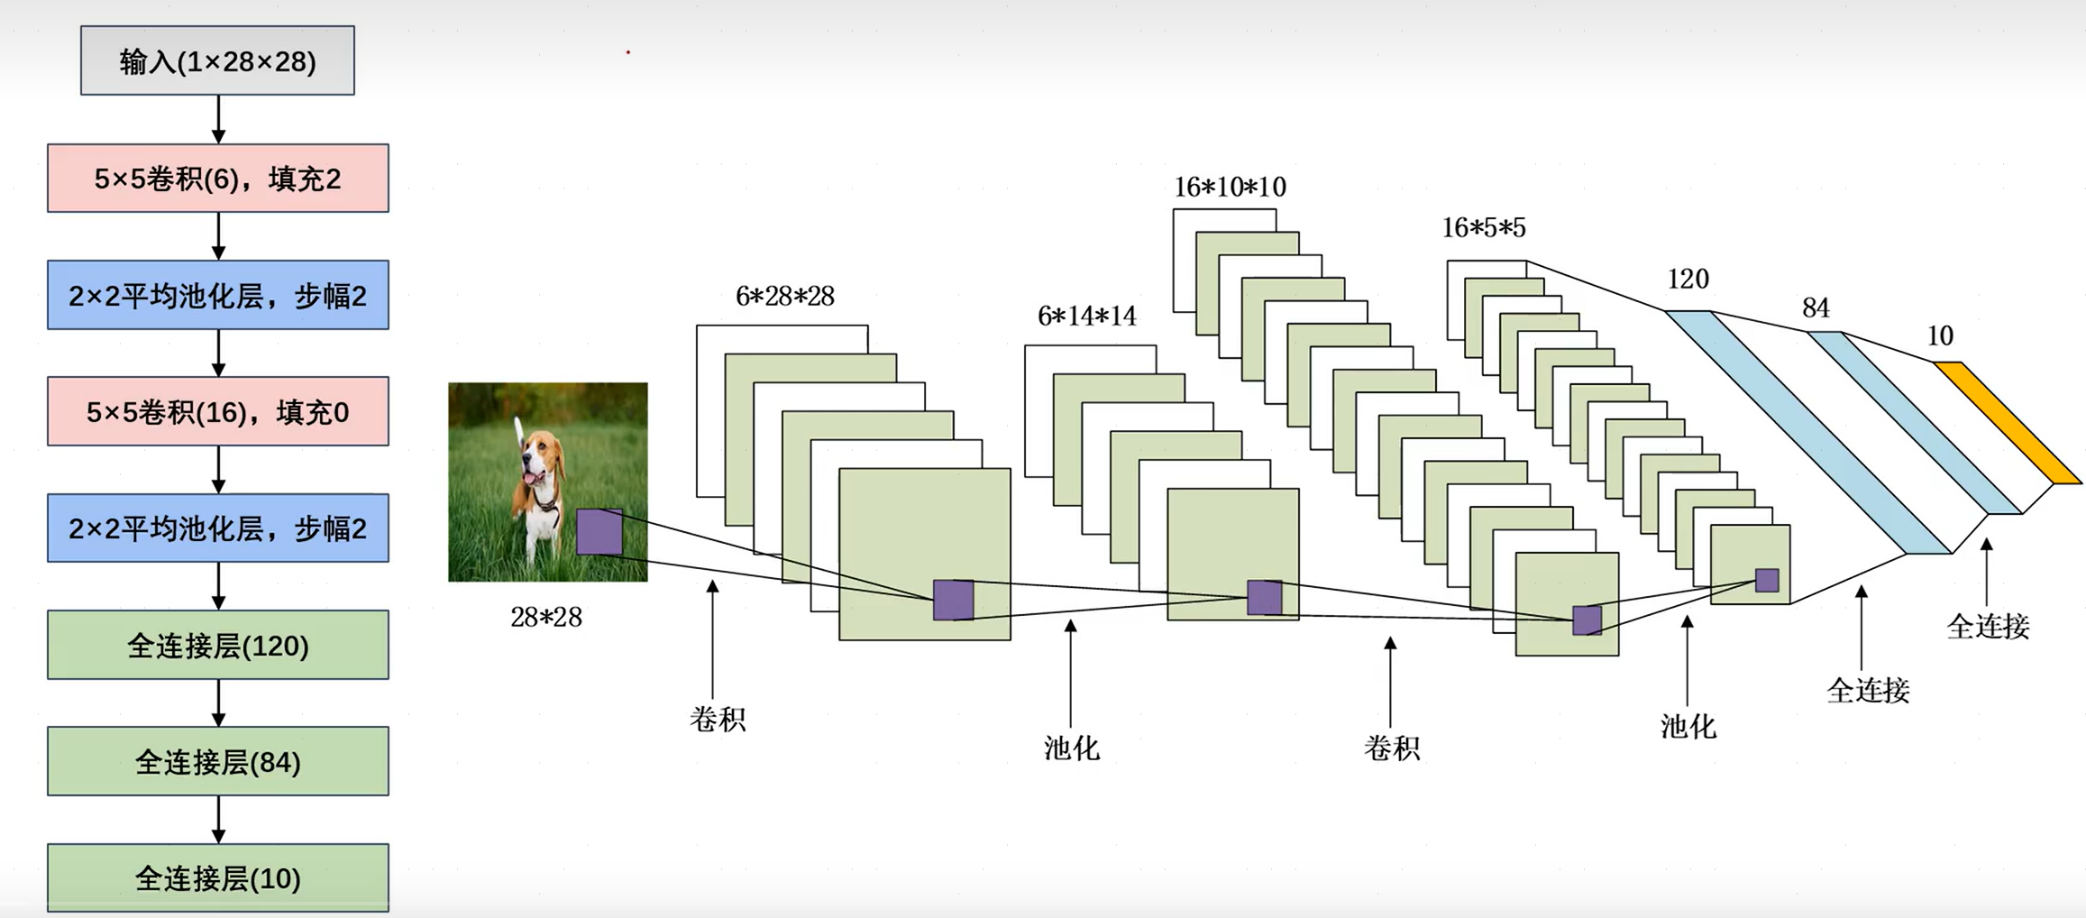 输入(1×28×28)
5×5卷积(6)，填充2
2×2平均池化层，步幅2
5×5卷积(16)，填充0
2×2平均池化层，步幅2
全连接层(120)
全连接层(84)
全连接层(10)
28*28
卷积
6*28*28
池化
6*14*14
卷积
16*10*10
池化
16*5*5
全连接
120
全连接
84
10